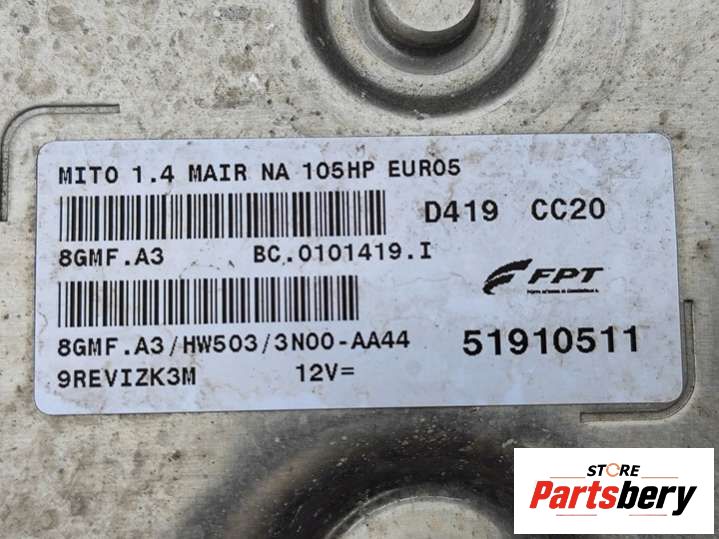 MITO 1.4 MAIR NA 105HP EURO5
D419 CC20
8GMF.A3 BC.0101419.I
FPT
8GMF.A3/HW503/3N00-AA44
51910511
9REVIZK3M 12V=
STORE
Partsbery